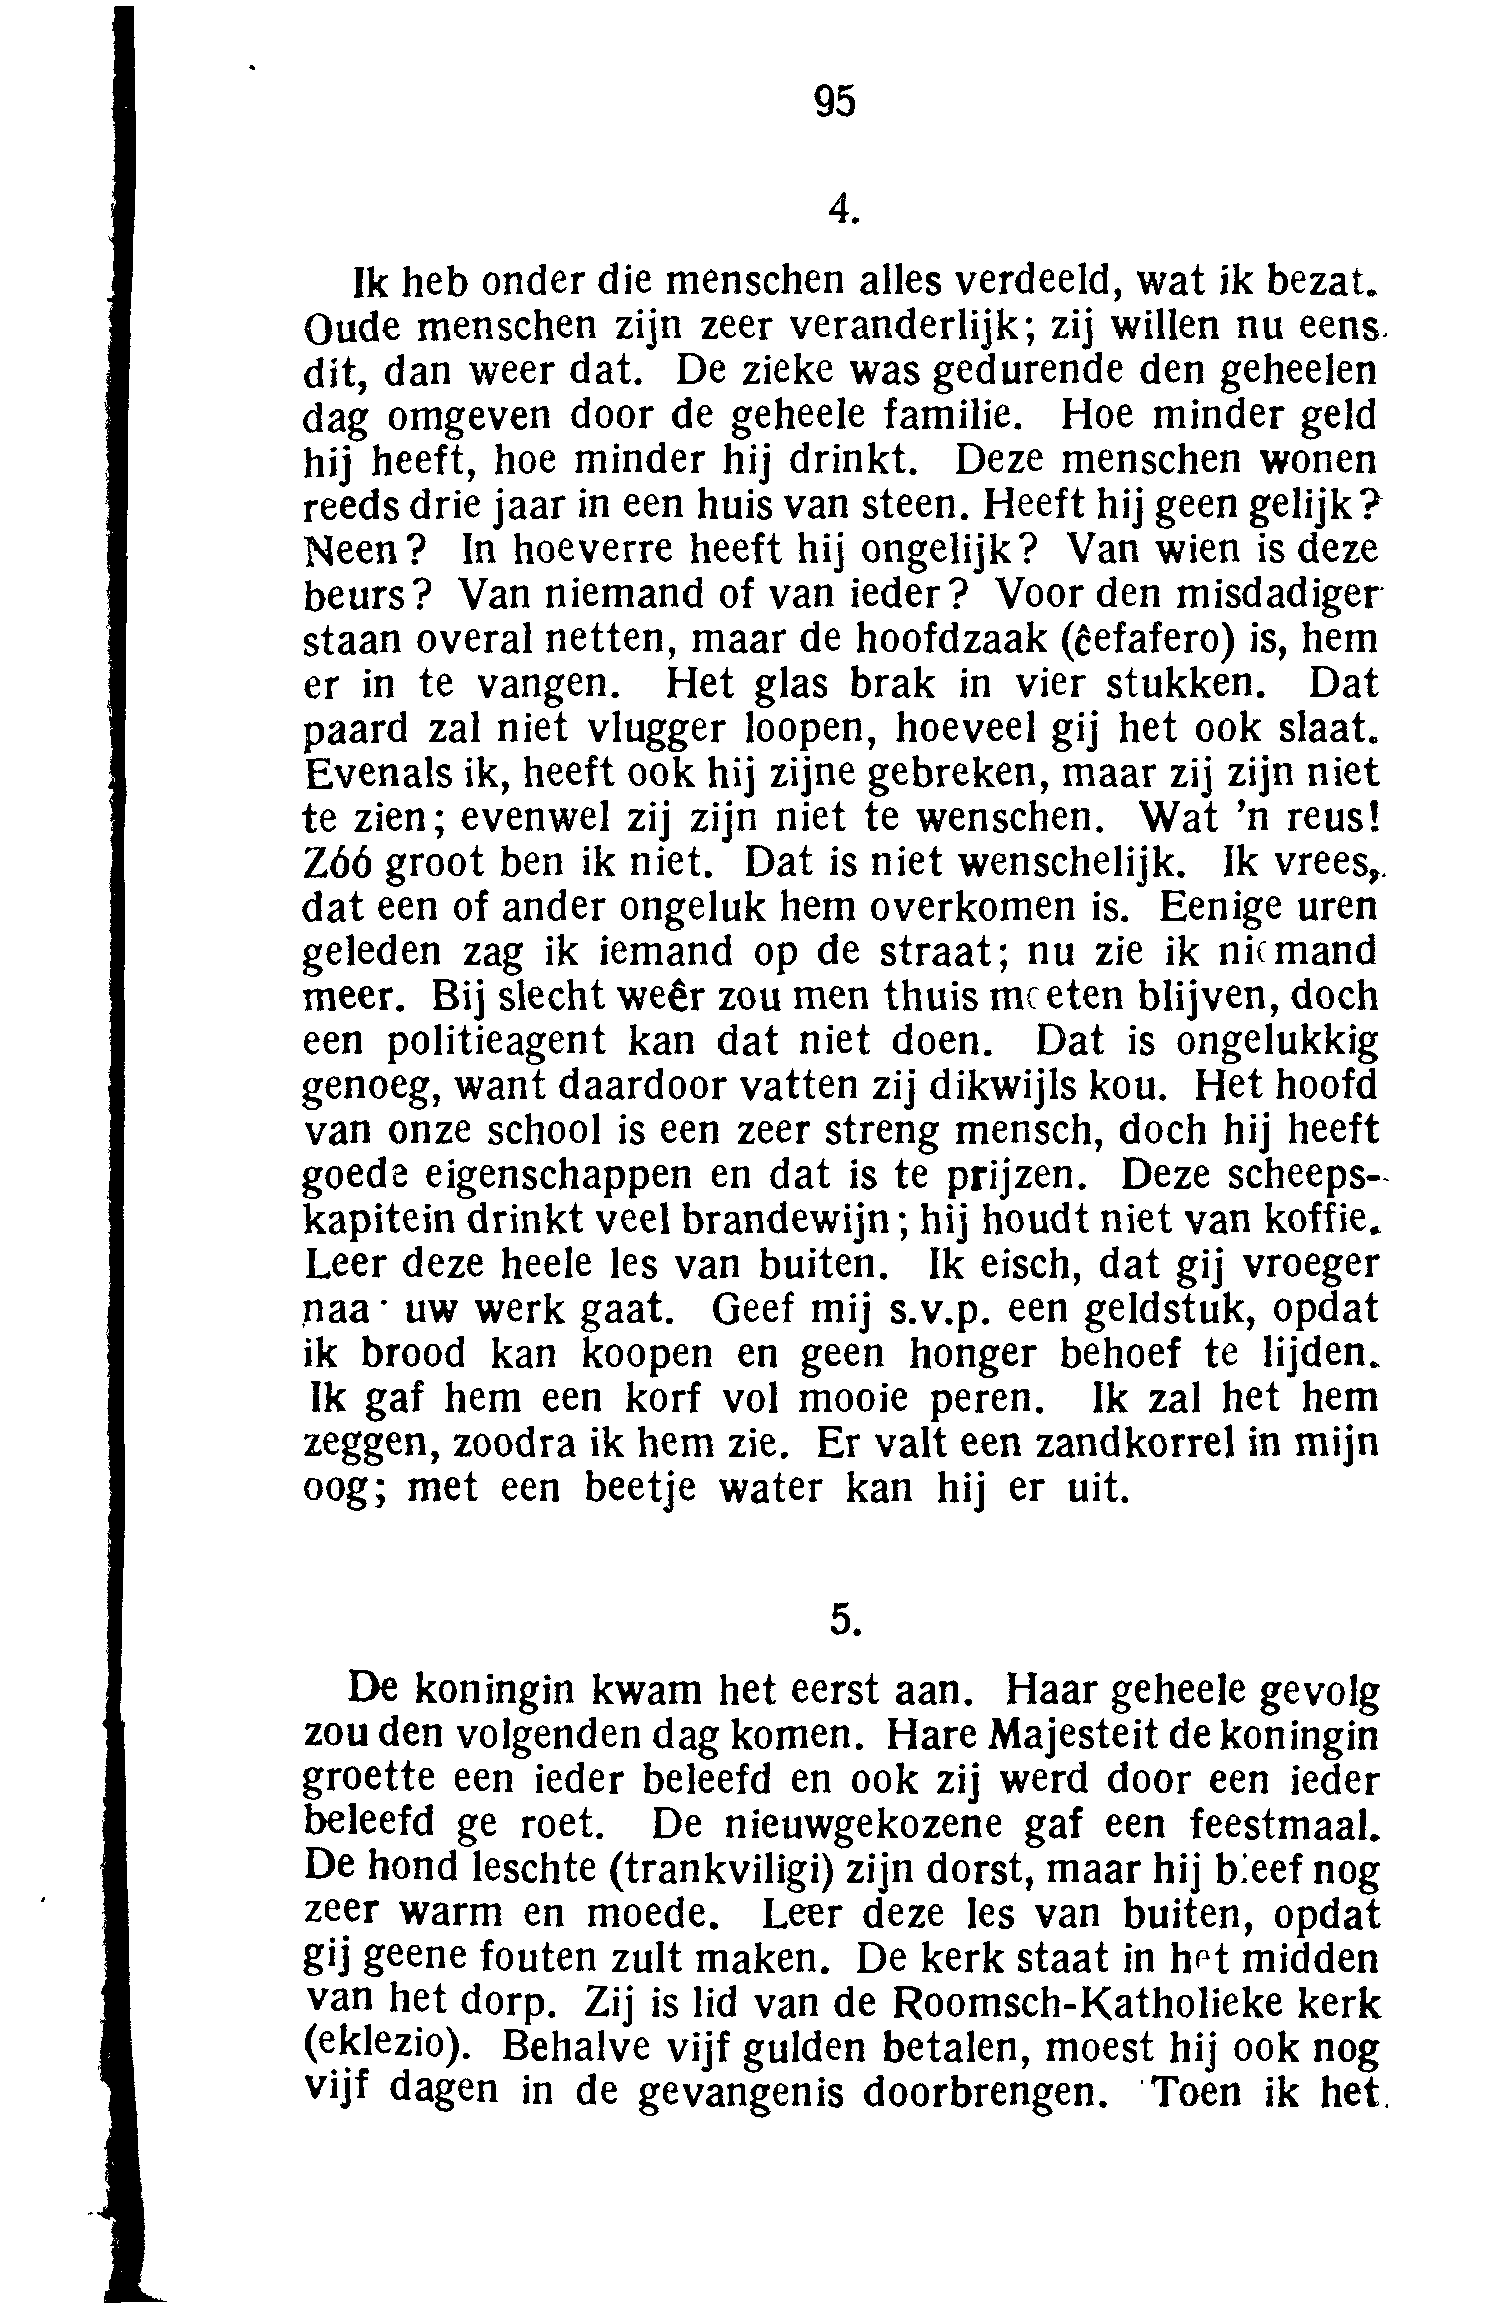 95
4.
Ik heb onder die menschen alles verdeeld, wat ik bezat.
Oude menschen zijn zeer veranderlijk; zij willen nu eens
dit, dan weer dat. De zieke was gedurende den geheelen
dag omgeven door de geheele familie. Hoe minder geld
hij heeft, hoe minder hij drinkt. Deze menschen wonen
reeds drie jaar in een huis van steen. Heeft hij geen gelijk?
Neen? In hoeverre heeft hij ongelijk? Van wien is deze
beurs? Van niemand of van ieder? Voor den misdadiger
staan overal netten, maar de hoofdzaak (ĉefafero) is, hem
er in te vangen. Het glas brak in vier stukken. Dat
paard zal niet vlugger loopen, hoeveel gij het ook slaat.
Evenals ik, heeft ook hij zijne gebreken, maar zij zijn niet
te zien; evenwel zij zijn niet te wenschen. Wat 'n reus!
Zóó groot ben ik niet. Dat is niet wenschelijk. Ik vrees,
dat een of ander ongeluk hem overkomen is. Eenige uren
geleden zag ik iemand op de straat; nu zie ik niemand
meer. Bij slecht weêr zou men thuis moeten blijven, doch
een politieagent kan dat niet doen. Dat is ongelukkig
genoeg, want daardoor vatten zij dikwijls kou. Het hoofd
van onze school is een zeer streng mensch, doch hij heeft
goede eigenschappen en dat is te prijzen. Deze scheeps-
kapitein drinkt veel brandewijn; hij houdt niet van koffie.
Leer deze heele les van buiten. Ik eisch, dat gij vroeger
naar uw werk gaat. Geef mij s.v.p. een geldstuk, opdat
ik brood kan koopen en geen honger behoef te lijden.
Ik gaf hem een korf vol mooie peren. Ik zal het hem
zeggen, zoodra ik hem zie. Er valt een zandkorrel in mijn
oog; met een beetje water kan hij er uit.
5.
De koningin kwam het eerst aan. Haar geheele gevolg
zou den volgenden dag komen. Hare Majesteit de koningin
groette een ieder beleefd en ook zij werd door een ieder
beleefd ge roet. De nieuwgekozene gaf een feestmaal.
De hond leschte (trankviligi) zijn dorst, maar hij bleef nog
zeer warm en moede. Leer deze les van buiten, opdat
gij geene fouten zult maken. De kerk staat in het midden
van het dorp. Zij is lid van de Roomsch-Katholieke kerk
(eklezio). Behalve vijf gulden betalen, moest hij ook nog
vijf dagen in de gevangenis doorbrengen. Toen ik het